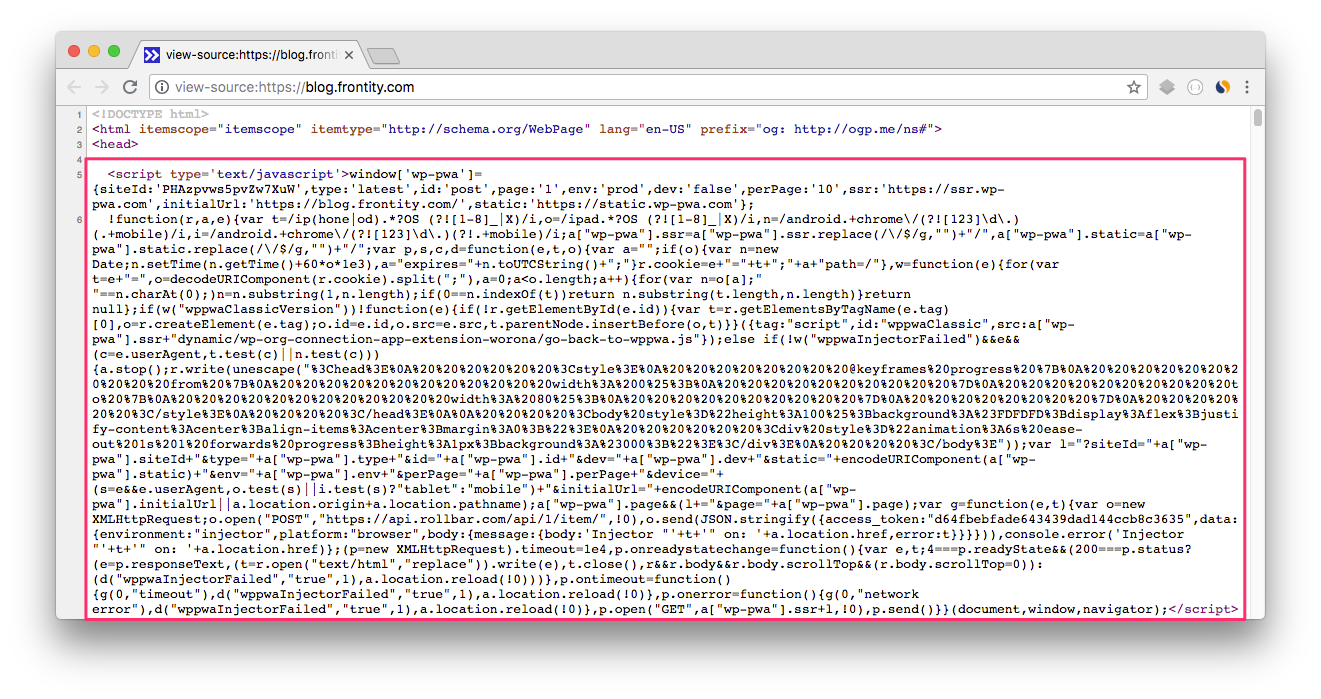 view-source:https://blog.fronti
view-source:https://blog.frontity.com
1 <!DOCTYPE html>
2 <html itemscope="itemscope" itemtype="http://schema.org/WebPage" lang="en-US" prefix="og: http://ogp.me/ns#">
3 <head>
4
5 <script type='text/javascript'>window['wp-pwa']=
{siteId:'PHAzpvws5pvZw7XuW',type:'latest',id:'post',page:'1',env:'prod',dev:'false',perPage:'10',ssr:'https://ssr.wp-
pwa.com',initialUrl:'https://blog.frontity.com/',static:'https://static.wp-pwa.com'};
6 !function(r,a,e){var t=/ip(hone|od).*?OS (?![1-8]_|X)/i,o=/ipad.*?OS (?![1-8]_|X)/i,n=/android.+chrome\/(?![123]\d\.)
(.+mobile)/i,i=/android.+chrome\/(?![123]\d\.)(?!.+mobile)/i;a["wp-pwa"].ssr=a["wp-pwa"].ssr.replace(/\/$/g,"")+"/",a["wp-pwa"].static=a["wp-
pwa"].static.replace(/\/$/g,"")+"/";var p,s,c,d=function(e,t,o){var a="";if(o){var n=new
Date;n.setTime(n.getTime()+60*o*1e3),a="expires="+n.toUTCString()+";"}r.cookie=e+"="+t+";"+a+"path=/"},w=function(e){for(var
t=e+"=",o=decodeURIComponent(r.cookie).split(";"),a=0;a<o.length;a++){for(var n=o[a];"
"==n.charAt(0);)n=n.substring(1,n.length);if(0==n.indexOf(t))return n.substring(t.length,n.length)}return
null};if(w("wppwaClassicVersion"))!function(e){if(!r.getElementById(e.id)){var t=r.getElementsByTagName(e.tag)
[0],o=r.createElement(e.tag);o.id=e.id,o.src=e.src,t.parentNode.insertBefore(o,t)}}({tag:"script",id:"wppwaClassic",src:a["wp-
pwa"].ssr+"dynamic/wp-org-connection-app-extension-worona/go-back-to-wppwa.js"});else if(!w("wppwaInjectorFailed")&&e&&
(c=e.userAgent,t.test(c)||n.test(c)))
{a.stop();r.write(unescape("%3Chead%3E%0A%20%20%20%20%20%20%3Cstyle%3E%0A%20%20%20%20%20%20%20%20@keyframes%20progress%20%7B%0A%20%20%20%20%20%2
0%20%20%20%20from%20%7B%0A%20%20%20%20%20%20%20%20%20%20%20%20width%3A%200%25%3B%0A%20%20%20%20%20%20%20%20%20%20%7D%0A%20%20%20%20%20%20%20%20%20%20t
o%20%7B%0A%20%20%20%20%20%20%20%20%20%20%20%20width%3A%2080%25%3B%0A%20%20%20%20%20%20%20%20%20%20%7D%0A%20%20%20%20%20%20%20%20%7D%0A%20%20%20%20%
20%20%3C/style%3E%0A%20%20%20%20%3C/head%3E%0A%0A%20%20%20%20%3Cbody%20style%3D%22height%3A100%25%3Bbackground%3A%23FDFDFD%3Bdisplay%3Aflex%3Bjusti
fy-content%3Acenter%3Balign-items%3Acenter%3Bmargin%3A0%3B%22%3E%0A%20%20%20%20%20%20%3Cdiv%20style%3D%22animation%3A6s%20ease-
out%201s%201%20forwards%20progress%3Bheight%3A1px%3Bbackground%3A%23000%3B%22%3E%3C/div%3E%0A%20%20%20%20%3C/body%3E"));var l="?siteId="+a["wp-
pwa"].siteId+"&type="+a["wp-pwa"].type+"&id="+a["wp-pwa"].id+"&dev="+a["wp-pwa"].dev+"&static="+encodeURIComponent(a["wp-
pwa"].static)+"&env="+a["wp-pwa"].env+"&perPage="+a["wp-pwa"].perPage+"&device="+
(s=e&&e.userAgent,o.test(s)||i.test(s)?"tablet":"mobile")+"&initialUrl="+encodeURIComponent(a["wp-
pwa"].initialUrl||a.location.origin+a.location.pathname);a["wp-pwa"].page&&(l+="&page="+a["wp-pwa"].page);var g=function(e,t){var o=new
XMLHttpRequest;o.open("POST","https://api.rollbar.com/api/1/item/",!0),o.send(JSON.stringify({access_token:"d64fbebfade643439dad144ccb8c3635",data:
{environment:"injector",platform:"browser",body:{message:{body:'Injector "'+t+'" on: '+a.location.href,error:t}}}})),console.error('Injector
"'+t+'" on: '+a.location.href)};(p=new XMLHttpRequest).timeout=1e4,p.onreadystatechange=function(){var e,t;4===p.readyState&&(200===p.status?
(e=p.responseText,(t=r.open("text/html","replace")).write(e),t.close(),r&&r.body&&r.body.scrollTop&&(r.body.scrollTop=0)):
(d("wppwaInjectorFailed","true",1),a.location.reload(!0)))},p.ontimeout=function()
{g(0,"timeout"),d("wppwaInjectorFailed","true",1),a.location.reload(!0)},p.onerror=function(){g(0,"network
error"),d("wppwaInjectorFailed","true",1),a.location.reload(!0)},p.open("GET",a["wp-pwa"].ssr+l,!0),p.send()}}(document,window,navigator);</script>